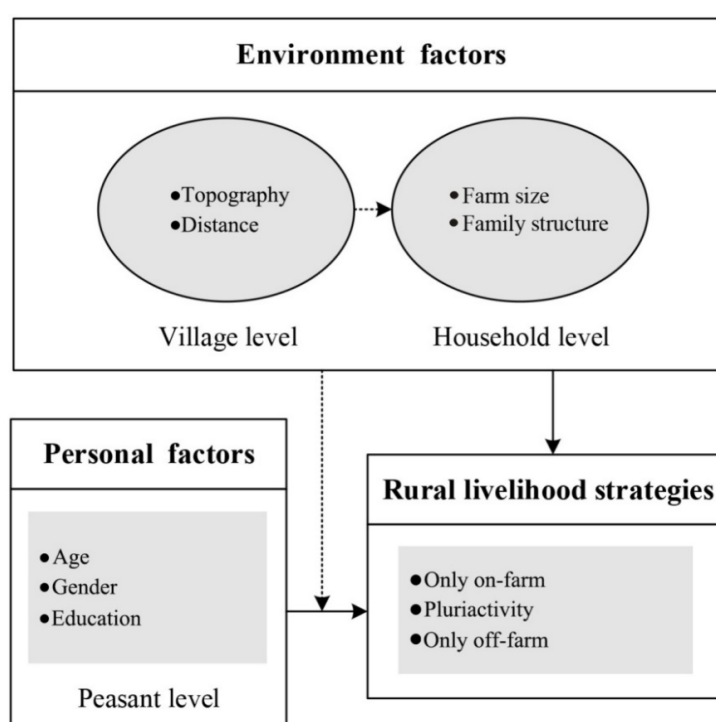 Environment factors
●Topography
●Distance
● Farm size
● Family structure
Village level
Household level
Personal factors
●Age
●Gender
●Education
Peasant level
Rural livelihood strategies
●Only on-farm
●Pluriactivity
●Only off-farm